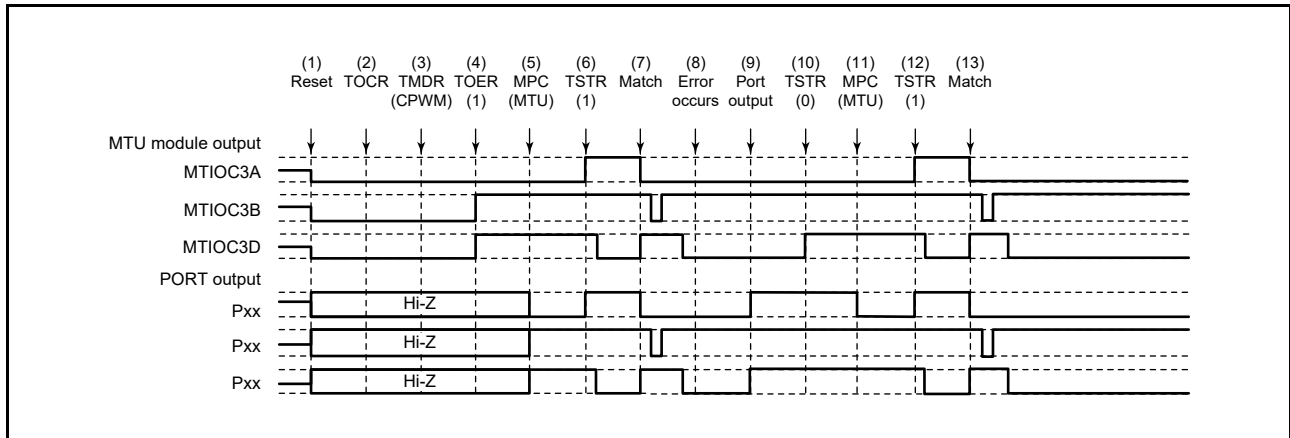 (1) (2) (3) (4) (5) (6) (7) (8) (9) (10) (11) (12) (13)
Reset TOCR TMDR TOER MPC TSTR Match Error Port TSTR MPC TSTR Match
(CPWM) (1) (MTU) (1) occurs output (0) (MTU) (1)
MTU module output
MTIOC3A
MTIOC3B
MTIOC3D
PORT output
Pxx Hi-Z
Pxx Hi-Z
Pxx Hi-Z